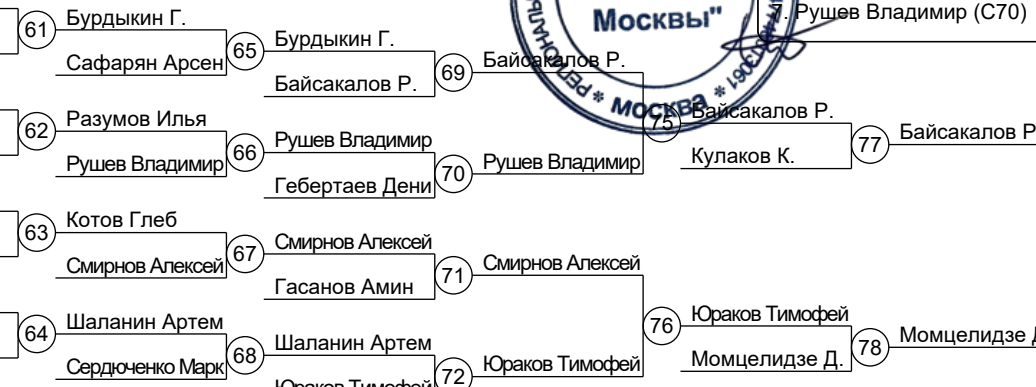 61
Бурдыкин Г.
Сафарян Арсен
65
Бурдыкин Г.
Байсакалов Р.
69
Байсакалов Р.
Москвы"
МОСКВА
7. Рушев Владимир (С70)
62
Разумов Илья
Рушев Владимир
66
Рушев Владимир
Гебертаев Дени
70
Рушев Владимир
75
Байсакалов Р.
Кулаков К.
77
Байсакалов Р
63
Котов Глеб
Смирнов Алексей
67
Смирнов Алексей
Гасанов Амин
71
Смирнов Алексей
64
Шаланин Артем
Сердюченко Марк
68
Шаланин Артем
Юраков Тимофей
72
Юраков Тимофей
76
Юраков Тимофей
Момцелидзе Д.
78
Момцелидзе Д